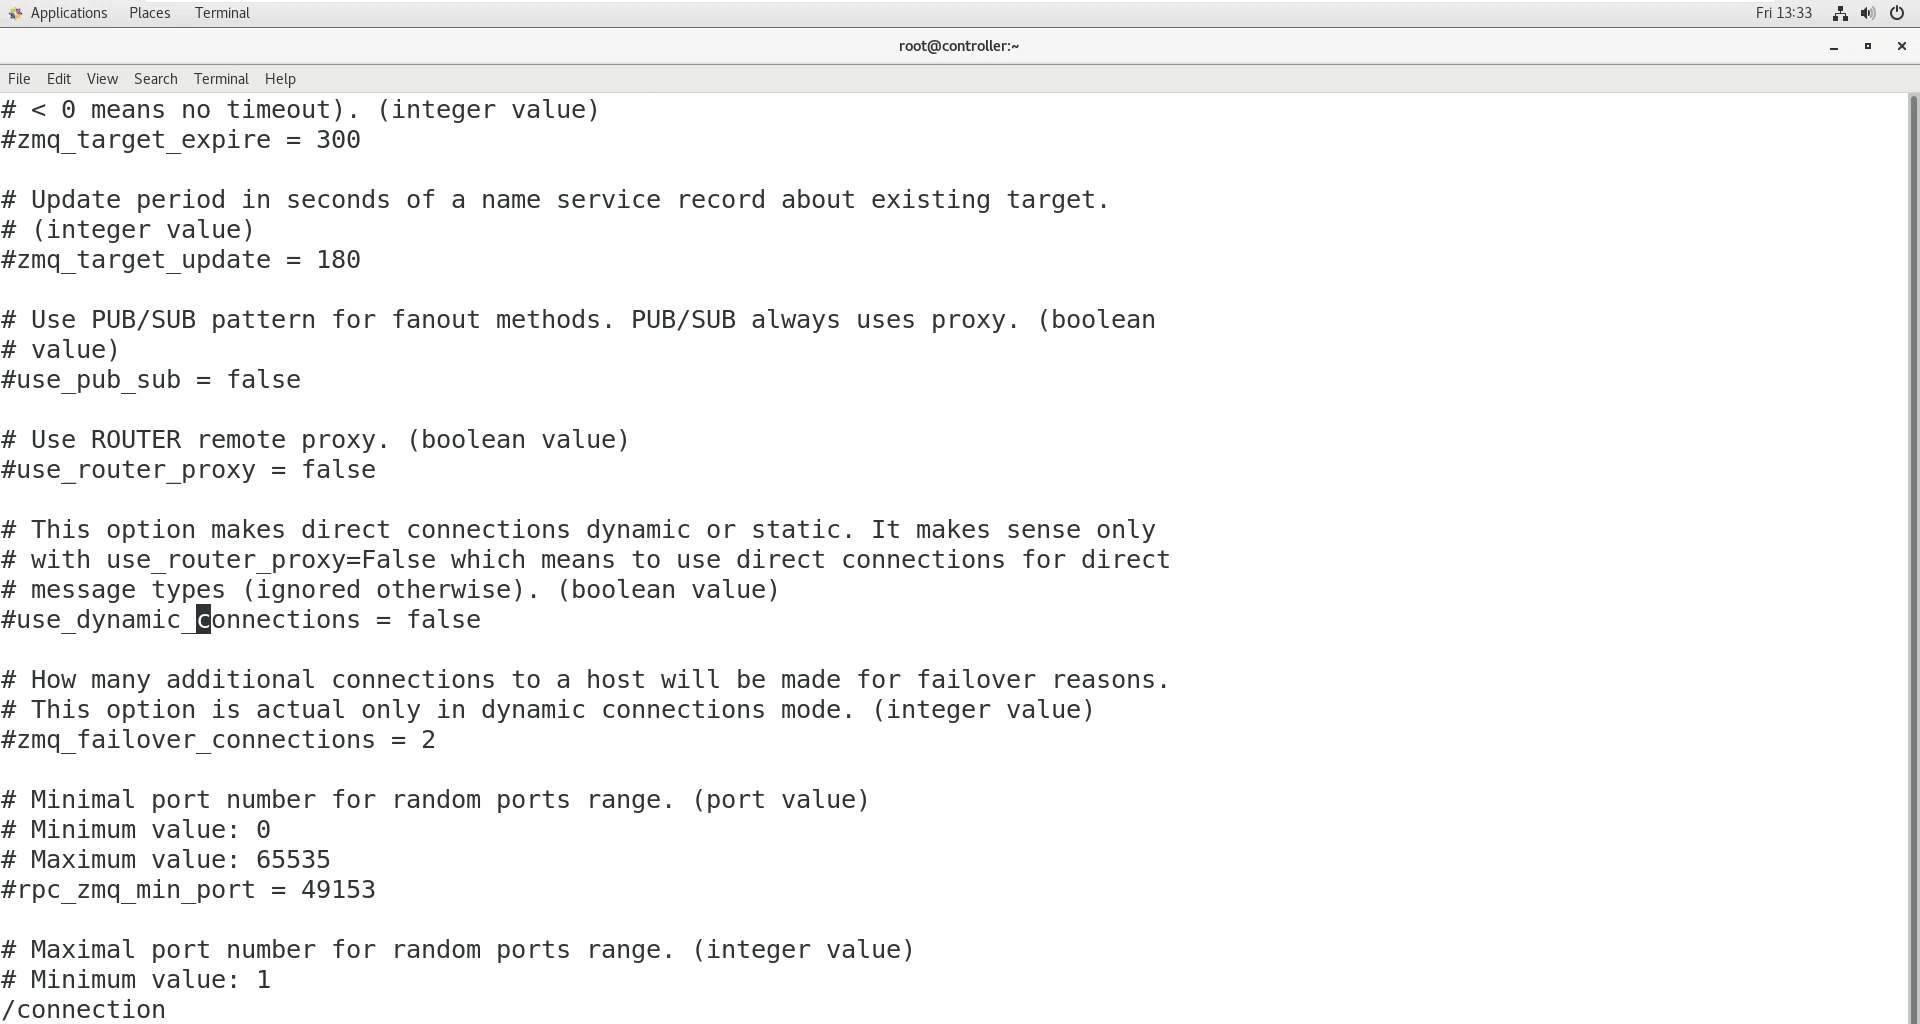 Applications Places Terminal Fri 13:33
root@controller:~
File Edit View Search Terminal Help
# < 0 means no timeout). (integer value)
#zmq_target_expire = 300
# Update period in seconds of a name service record about existing target.
# (integer value)
#zmq_target_update = 180
# Use PUB/SUB pattern for fanout methods. PUB/SUB always uses proxy. (boolean
# value)
#use_pub_sub = false
# Use ROUTER remote proxy. (boolean value)
#use_router_proxy = false
# This option makes direct connections dynamic or static. It makes sense only
# with use_router_proxy=False which means to use direct connections for direct
# message types (ignored otherwise). (boolean value)
#use_dynamic_connections = false
# How many additional connections to a host will be made for failover reasons.
# This option is actual only in dynamic connections mode. (integer value)
#zmq_failover_connections = 2
# Minimal port number for random ports range. (port value)
# Minimum value: 0
# Maximum value: 65535
#rpc_zmq_min_port = 49153
# Maximal port number for random ports range. (integer value)
# Minimum value: 1
/connection